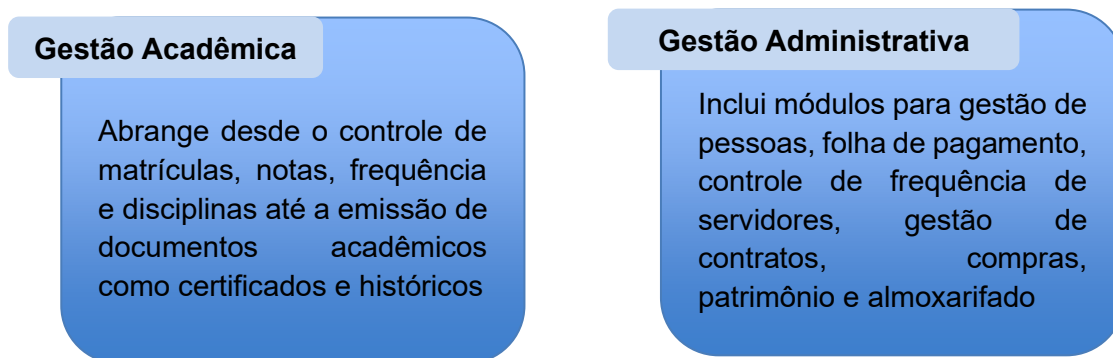 Gestão Acadêmica
Abrange desde o controle de
matrículas, notas, frequência
e disciplinas até a emissão de
documentos acadêmicos
como certificados e históricos
Gestão Administrativa
Inclui módulos para gestão de
pessoas, folha de pagamento,
controle de frequência de
servidores, gestão de
contratos, compras,
patrimônio e almoxarifado